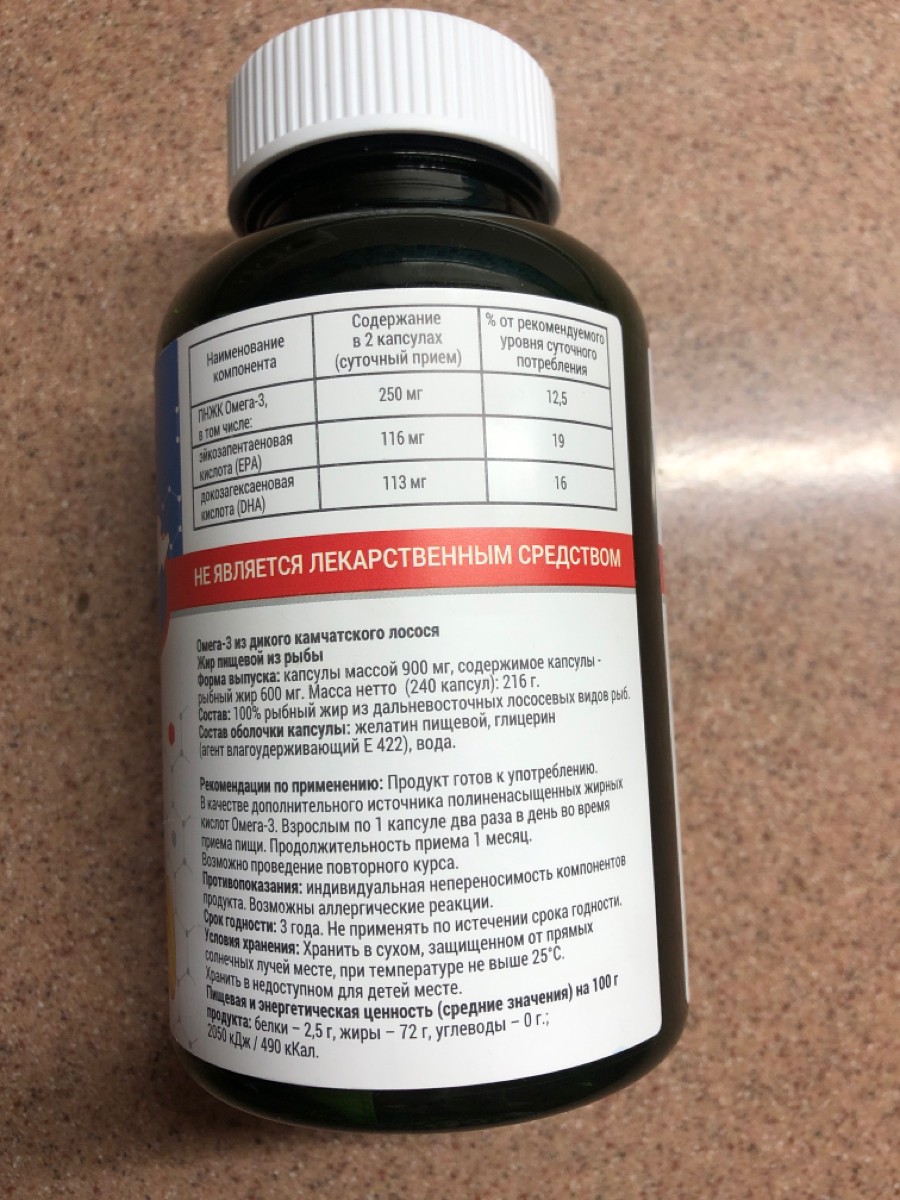 Наименование
компонента
Содержание
в 2 капсулах
(суточный прием)
% от рекомендуемого
уровня суточного
потребления
ПНЖК Омега-3,
в том числе:
250 мг
12,5
эйкозапентаеновая
кислота (EPA)
116 мг
19
докозагексаеновая
кислота (DHA)
113 мг
16
НЕ ЯВЛЯЕТСЯ ЛЕКАРСТВЕННЫМ СРЕДСТВОМ
Омега-3 из дикого камчатского лосося
Жир пищевой из рыбы
Форма выпуска: капсулы массой 900 мг, содержимое капсулы -
рыбный жир 600 мг. Масса нетто (240 капсул): 216 г.
Состав: 100% рыбный жир из дальневосточных лососевых видов рыб.
Состав оболочки капсулы: желатин пищевой, глицерин
(агент влагоудерживающий Е 422), вода.
Рекомендации по применению: Продукт готов к употреблению.
В качестве дополнительного источника полиненасыщенных жирных
кислот Омега-3. Взрослым по 1 капсуле два раза в день во время
приема пищи. Продолжительность приема 1 месяц.
Возможно проведение повторного курса.
Противопоказания: индивидуальная непереносимость компонентов
продукта. Возможны аллергические реакции.
Срок годности: 3 года. Не применять по истечении срока годности.
Условия хранения: Хранить в сухом, защищенном от прямых
солнечных лучей месте, при температуре не выше 25°С.
Хранить в недоступном для детей месте.
Пищевая и энергетическая ценность (средние значения) на 100 г
продукта: белки – 2,5 г, жиры – 72 г, углеводы – 0 г.;
2050 кДж / 490 кКал.